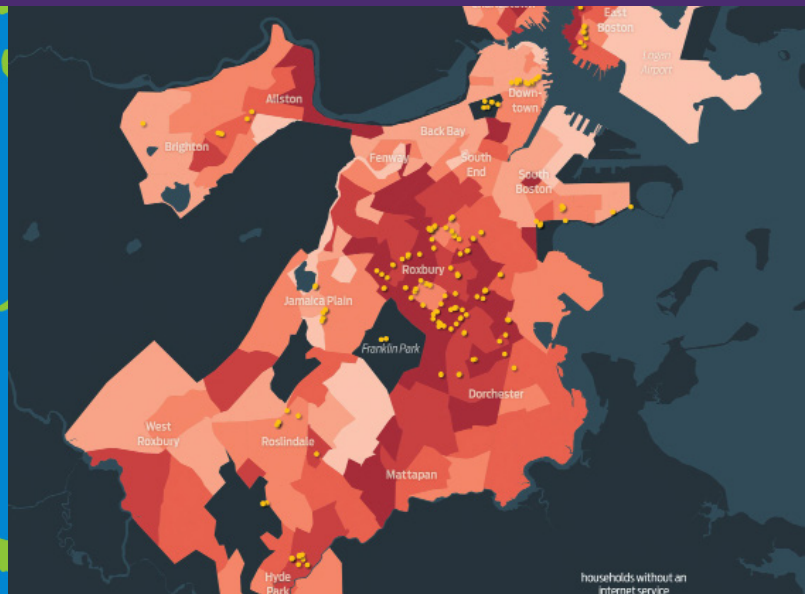 Charlestown
East
Boston
Logan
Airport
Allston
Down-
town
Back Bay
Brighton
Fenway
South
End
South
Boston
Roxbury
Jamaica Plain
Franklin Park
Dorchester
West
Roxbury
Roslindale
Mattapan
Hyde
Park
households without an
internet service